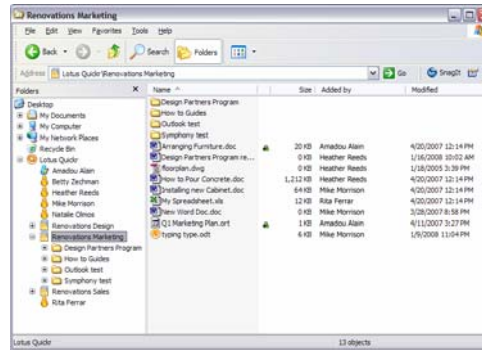 Renovations Marketing
File Edit View Favorites Tools Help
Back Search Folders
Address Lotus Quickr\Renovations Marketing Go SnagIt
Folders X Name Size Added by Modified
Desktop
My Documents
My Computer
My Network Places
Recycle Bin
Lotus Quickr
Amadou Alain
Betty Zechman
Heather Reeds
Mike Morrison
Natalie Olmos
Renovations Design
Renovations Marketing
Design Partners Program
How to Guides
Outlook test
Symphony test
Renovations Sales
Rita Ferrar
Design Partners Program
How to Guides
Outlook test
Symphony test
Arranging Furniture.doc 20 KB Amadou Alain 4/20/2007 12:14 PM
Design Partners Program re... 0 KB Heather Reeds 1/16/2008 10:02 AM
floorplan.dwg 0 KB Heather Reeds 1/18/2005 3:39 PM
How to Pour Concrete.doc 1,212 KB Heather Reeds 4/20/2007 12:14 PM
Installing new Cabinet.doc 64 KB Mike Morrison 4/20/2007 12:14 PM
My Spreadsheet.xls 12 KB Rita Ferrar 4/20/2007 12:14 PM
New Word Doc.doc 0 KB Mike Morrison 3/28/2007 8:58 PM
Q1 Marketing Plan.ort 1 KB Amadou Alain 4/11/2007 3:27 PM
typing type.odt 6 KB Mike Morrison 1/9/2008 11:04 PM
Lotus Quickr 13 objects